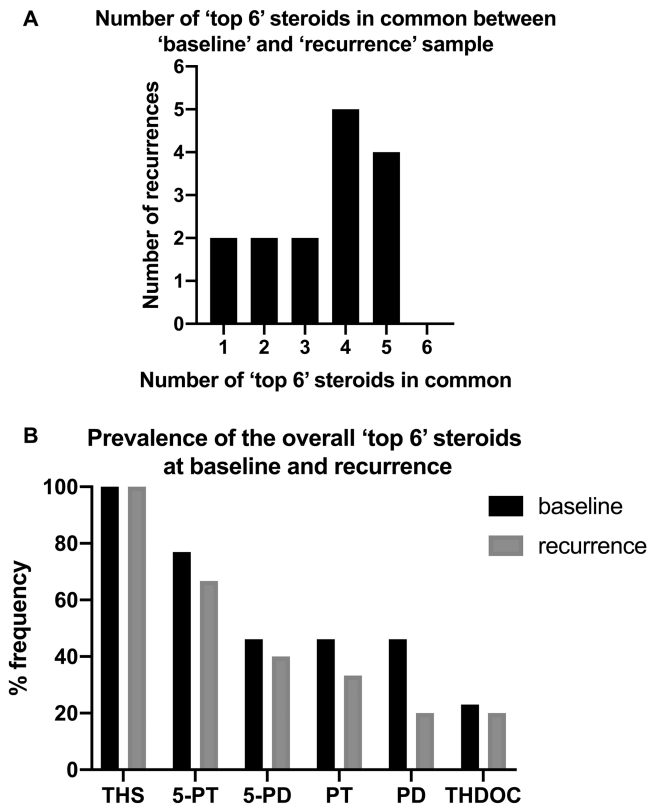 A
Number of ‘top 6’ steroids in common between
‘baseline’ and ‘recurrence’ sample
Number of recurrences
6
5
4
3
2
1
0
1 2 3 4 5 6
Number of ‘top 6’ steroids in common
B
Prevalence of the overall ‘top 6’ steroids
at baseline and recurrence
% frequency
100
80
60
40
20
0
baseline
recurrence
THS 5-PT 5-PD PT PD THDOC